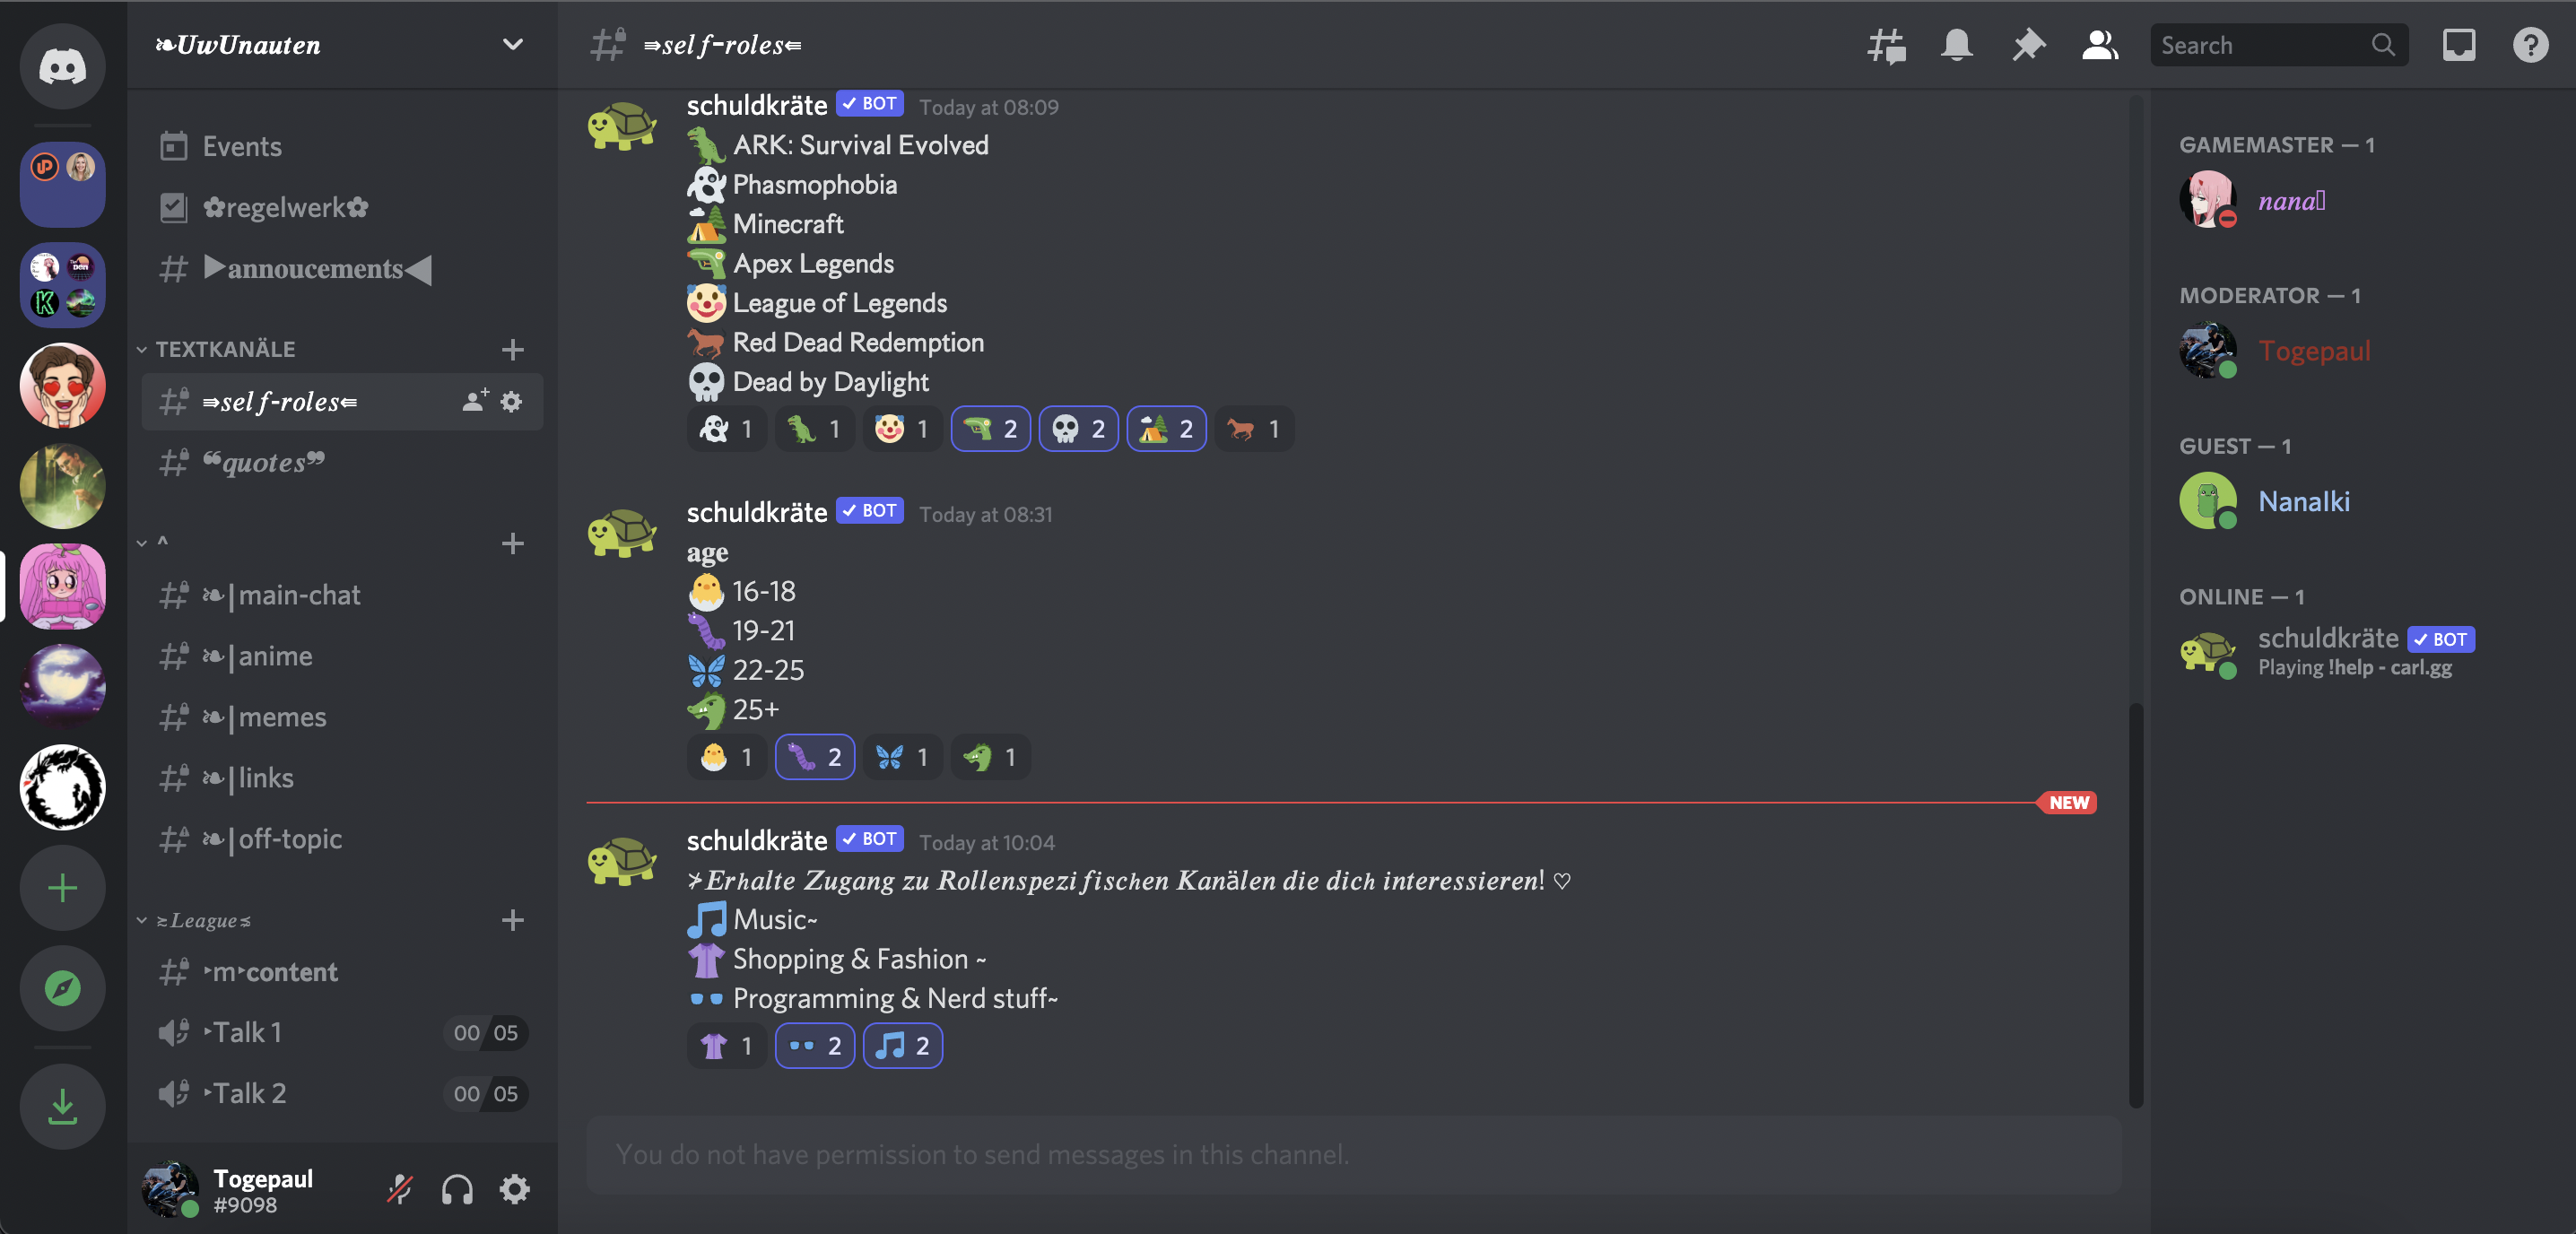 ❧UwUnauten
Events
✿regelwerk✿
▶annoucements◀
TEXTKANÄLE
⇛self-roles⇚
❝quotes❞
^
❧|main-chat
❧|anime
❧|memes
❧|links
❧|off-topic
≥League≤
‣m‣content
‣Talk 1
00 05
‣Talk 2
00 05
Togepaul
#9098
⇛self-roles⇚
Search
schuldkräte ✓ BOT Today at 08:09
ARK: Survival Evolved
Phasmophobia
Minecraft
Apex Legends
League of Legends
Red Dead Redemption
Dead by Daylight
1 1 1 2 2 2 1
schuldkräte ✓ BOT Today at 08:31
age
16-18
19-21
22-25
25+
1 2 1 1
NEW
schuldkräte ✓ BOT Today at 10:04
⊁Erhalte Zugang zu Rollenspezifischen Kanälen die dich interessieren! ♡
Music~
Shopping & Fashion ~
Programming & Nerd stuff~
1 2 2
You do not have permission to send messages in this channel.
GAMEMASTER — 1
nana
MODERATOR — 1
Togepaul
GUEST — 1
Nanalki
ONLINE — 1
schuldkräte ✓ BOT
Playing !help - carl.gg